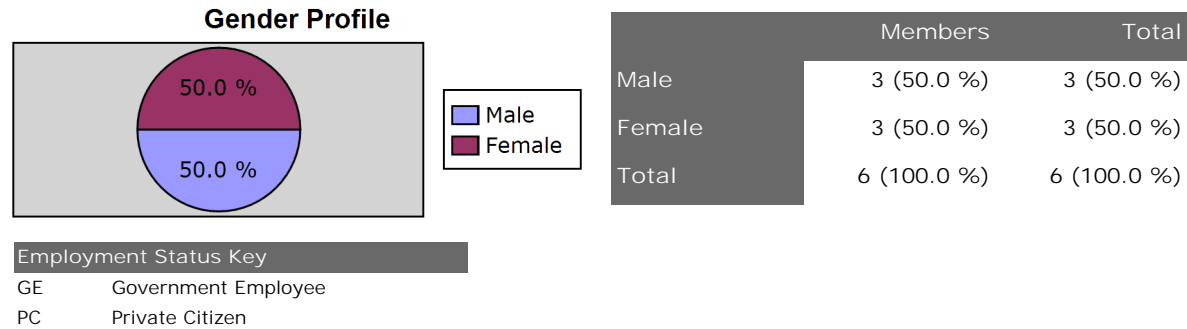 Gender Profile
50.0 %
50.0 %
Male
Female
Members Total
Male 3 (50.0 %) 3 (50.0 %)
Female 3 (50.0 %) 3 (50.0 %)
Total 6 (100.0 %) 6 (100.0 %)
Employment Status Key
GE Government Employee
PC Private Citizen